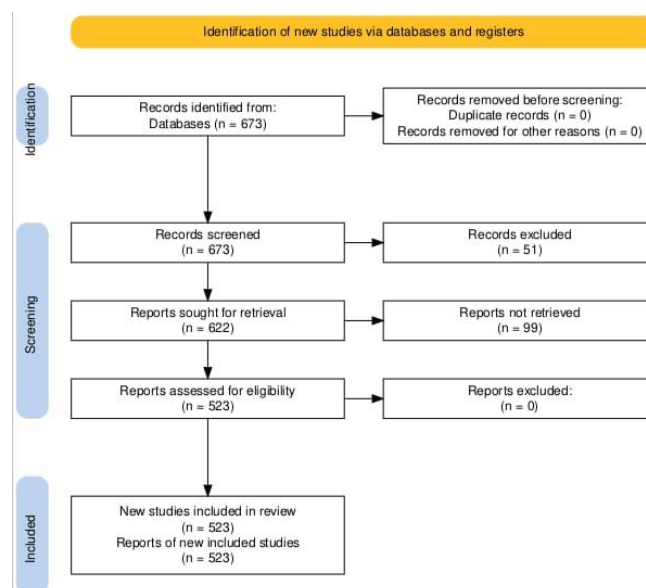 Identification of new studies via databases and registers
Identification
Records identified from:
Databases (n = 673)
Records removed before screening:
Duplicate records (n = 0)
Records removed for other reasons (n = 0)
Screening
Records screened
(n = 673)
Records excluded
(n = 51)
Reports sought for retrieval
(n = 622)
Reports not retrieved
(n = 99)
Reports assessed for eligibility
(n = 523)
Reports excluded:
(n = 0)
Included
New studies included in review
(n = 523)
Reports of new included studies
(n = 523)